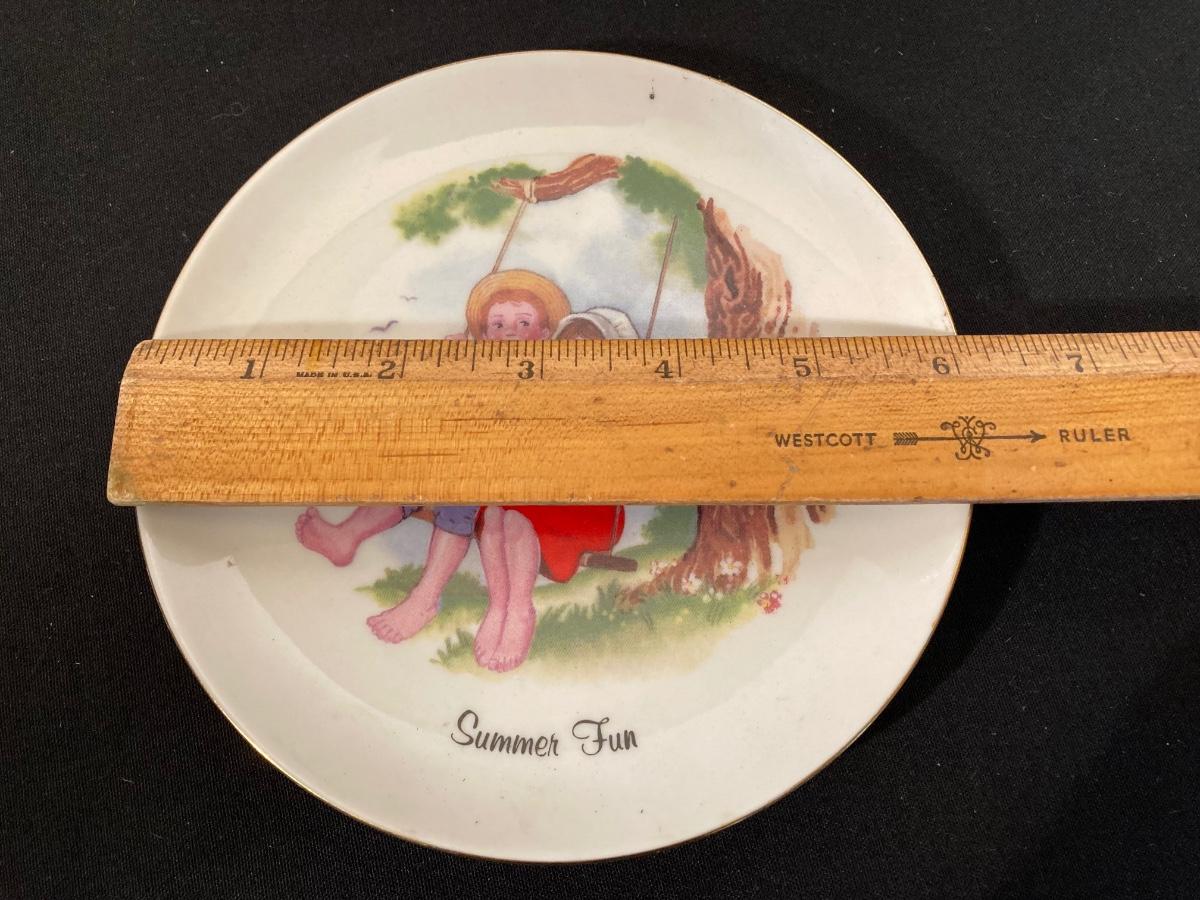 1 MADE IN U.S.A. 2 3 4 5 6 7
WESTCOTT RULER
Summer Fun